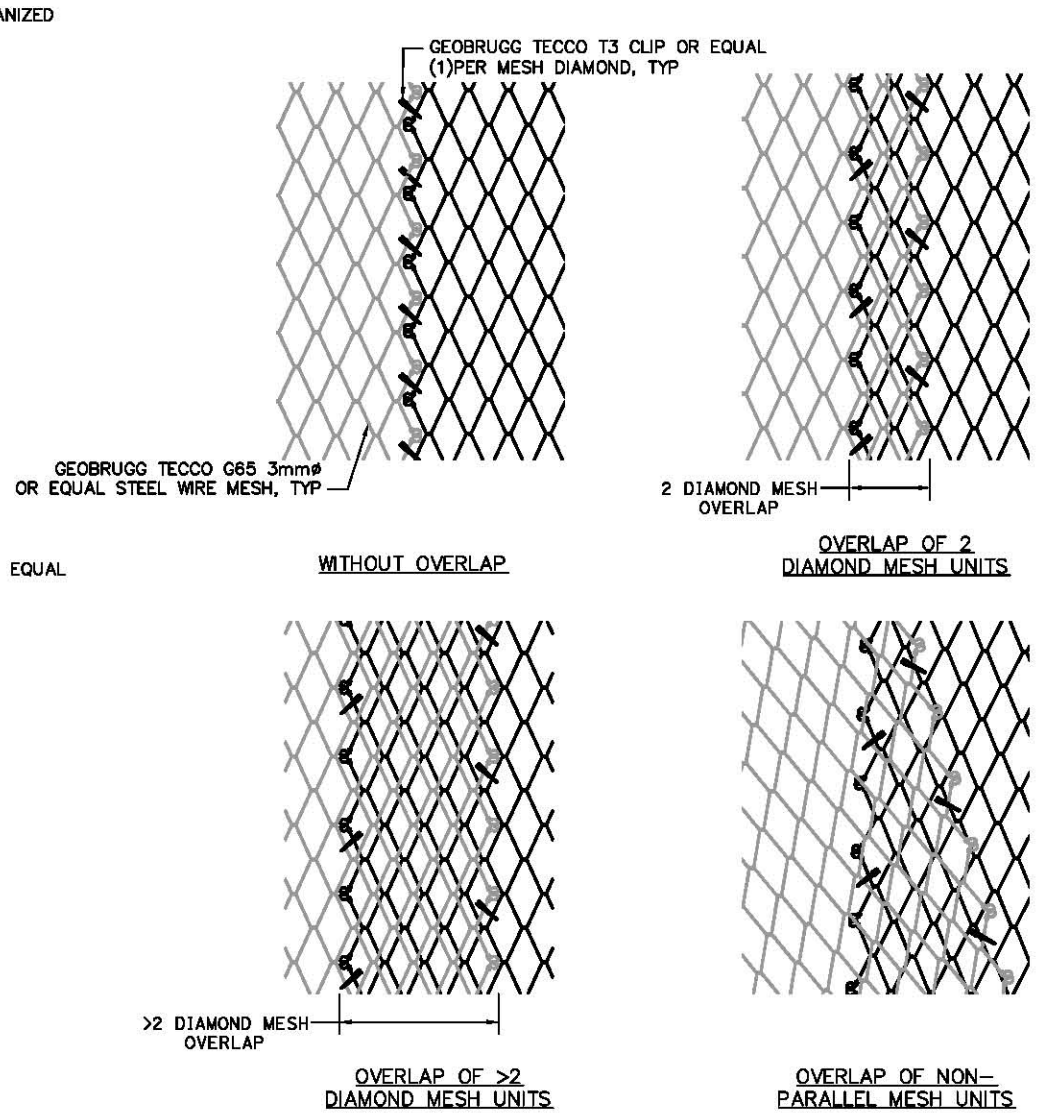 ANIZED
GEOBRUGG TECCO T3 CLIP OR EQUAL
(1)PER MESH DIAMOND, TYP
GEOBRUGG TECCO G65 3mmø
OR EQUAL STEEL WIRE MESH, TYP
2 DIAMOND MESH
OVERLAP
EQUAL
WITHOUT OVERLAP
OVERLAP OF 2
DIAMOND MESH UNITS
>2 DIAMOND MESH
OVERLAP
OVERLAP OF >2
DIAMOND MESH UNITS
OVERLAP OF NON-
PARALLEL MESH UNITS